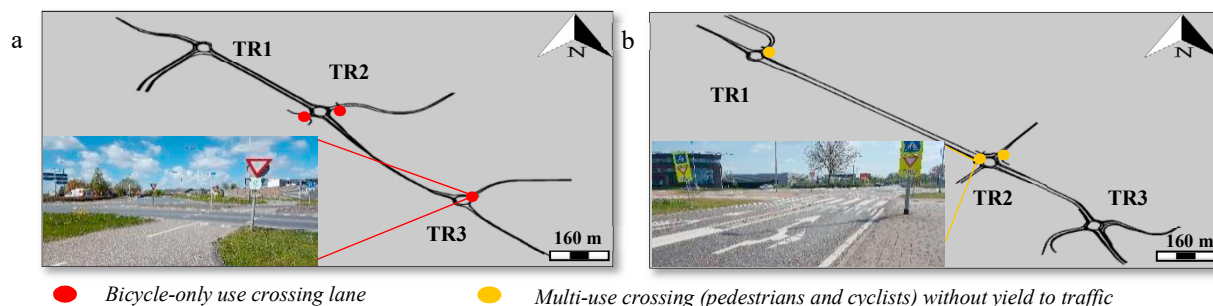 a
TR1
TR2
TR3
N
160 m
b
TR1
TR2
TR3
N
160 m
Bicycle-only use crossing lane
Multi-use crossing (pedestrians and cyclists) without yield to traffic